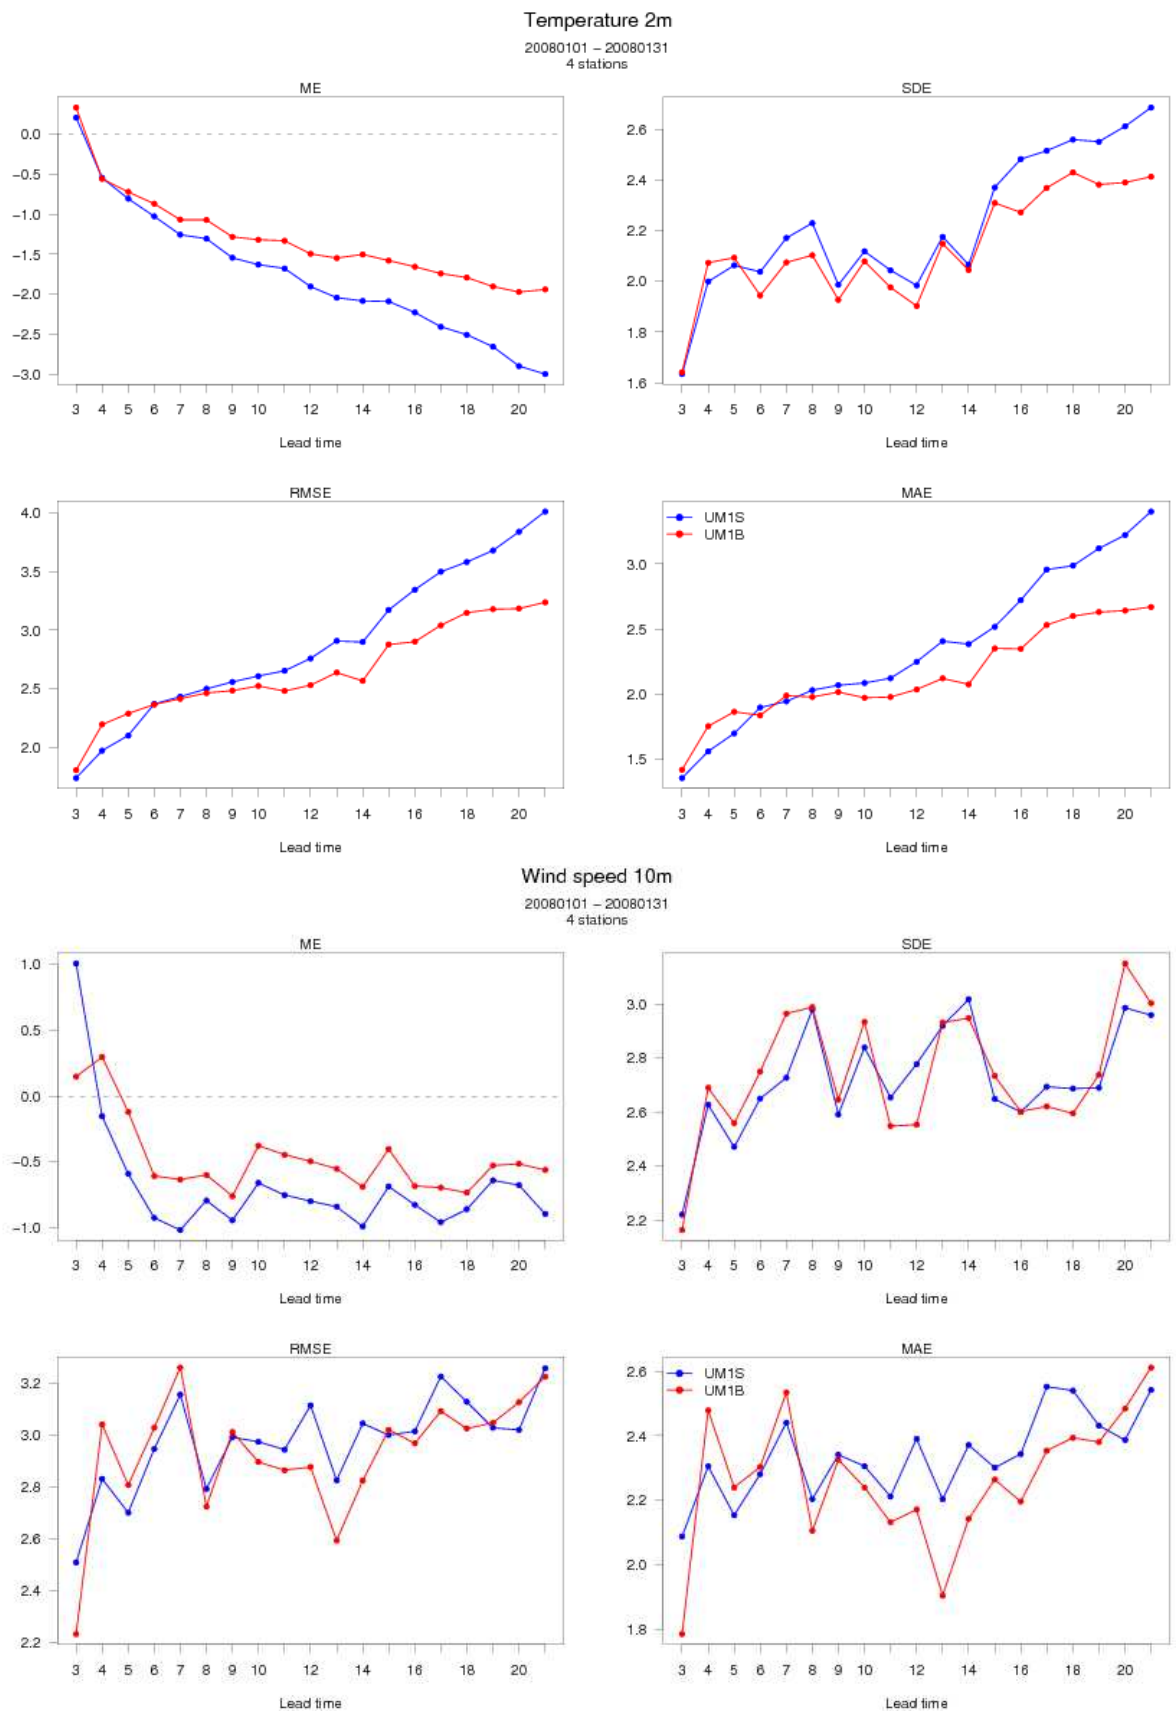 Temperature 2m
20080101 – 20080131
4 stations
ME
SDE
0.0
−0.5
−1.0
−1.5
−2.0
−2.5
−3.0
3 4 5 6 7 8 9 10 12 14 16 18 20
Lead time
2.6
2.4
2.2
2.0
1.8
1.6
3 4 5 6 7 8 9 10 12 14 16 18 20
Lead time
RMSE
MAE
4.0
3.5
3.0
2.5
2.0
3 4 5 6 7 8 9 10 12 14 16 18 20
Lead time
UM1S
UM1B
3.0
2.5
2.0
1.5
3 4 5 6 7 8 9 10 12 14 16 18 20
Lead time
Wind speed 10m
20080101 – 20080131
4 stations
ME
SDE
1.0
0.5
0.0
−0.5
−1.0
3 4 5 6 7 8 9 10 12 14 16 18 20
Lead time
3.0
2.8
2.6
2.4
2.2
3 4 5 6 7 8 9 10 12 14 16 18 20
Lead time
RMSE
MAE
3.2
3.0
2.8
2.6
2.4
2.2
3 4 5 6 7 8 9 10 12 14 16 18 20
Lead time
UM1S
UM1B
2.6
2.4
2.2
2.0
1.8
3 4 5 6 7 8 9 10 12 14 16 18 20
Lead time